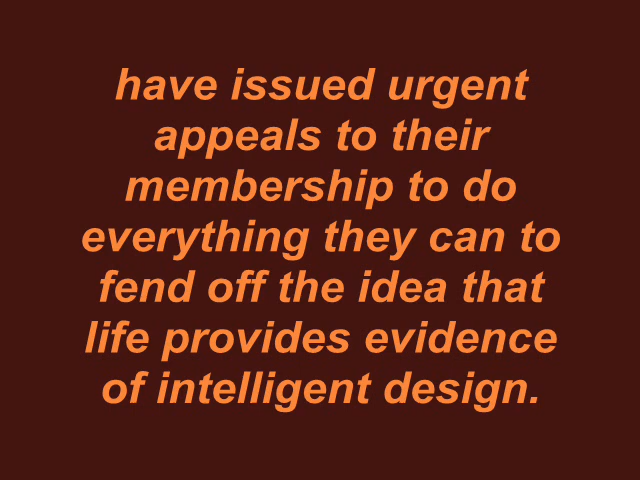 have issued urgent
appeals to their
membership to do
everything they can to
fend off the idea that
life provides evidence
of intelligent design.